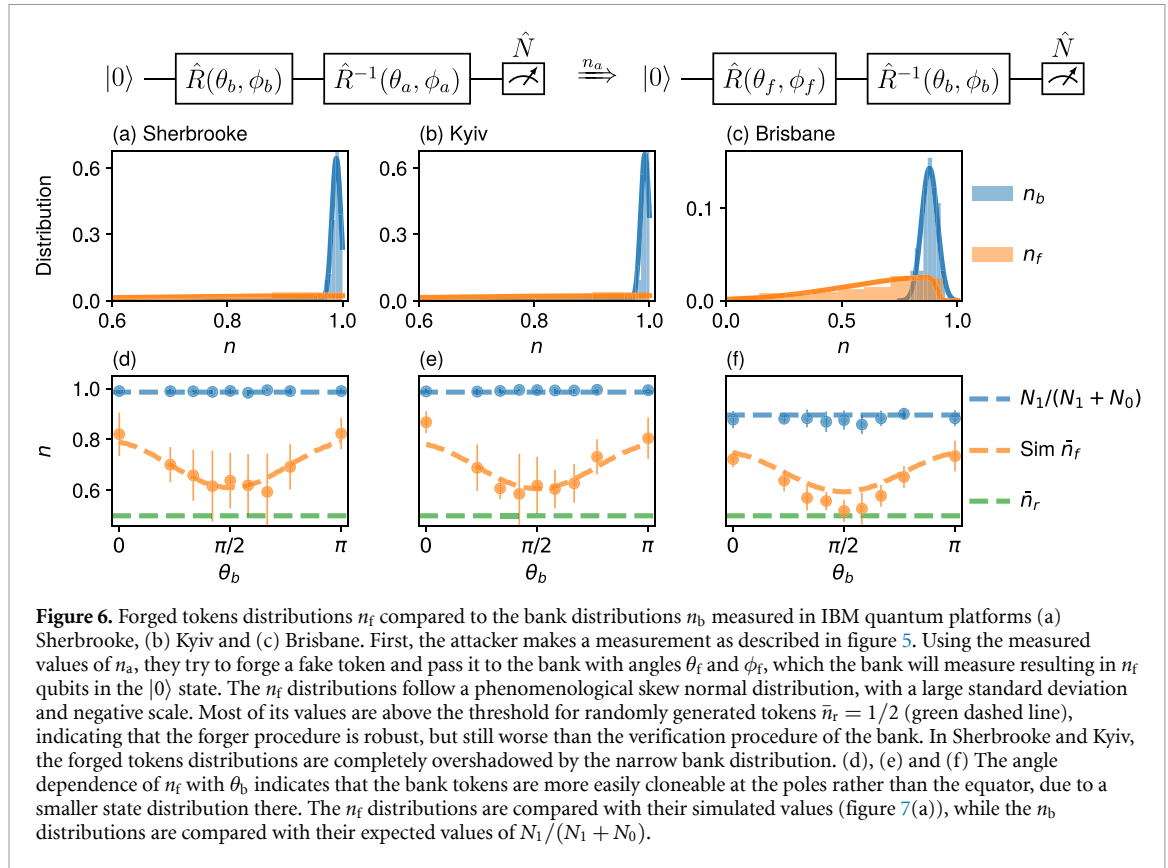 |0⟩ R̂(θ_b, ϕ_b) R̂⁻¹(θ_a, ϕ_a) N̂ n_a ⟹ |0⟩ R̂(θ_f, ϕ_f) R̂⁻¹(θ_b, ϕ_b) N̂
(a) Sherbrooke
(b) Kyiv
(c) Brisbane
Distribution
0.6
0.3
0.0
0.6 0.8 1.0
n
0.6
0.3
0.0
0.6 0.8 1.0
n
0.1
0.0
0.0 0.5 1.0
n
n_b
n_f
(d)
(e)
(f)
n
1.0
0.8
0.6
0 π/2 π
θ_b
0 π/2 π
θ_b
0 π/2 π
θ_b
N₁/(N₁ + N₀)
Sim n̄_f
n̄_r
Figure 6. Forged tokens distributions n_f compared to the bank distributions n_b measured in IBM quantum platforms (a)
Sherbrooke, (b) Kyiv and (c) Brisbane. First, the attacker makes a measurement as described in figure 5. Using the measured
values of n_a, they try to forge a fake token and pass it to the bank with angles θ_f and ϕ_f, which the bank will measure resulting in n_f
qubits in the |0⟩ state. The n_f distributions follow a phenomenological skew normal distribution, with a large standard deviation
and negative scale. Most of its values are above the threshold for randomly generated tokens n̄_r = 1/2 (green dashed line),
indicating that the forger procedure is robust, but still worse than the verification procedure of the bank. In Sherbrooke and Kyiv,
the forged tokens distributions are completely overshadowed by the narrow bank distribution. (d), (e) and (f) The angle
dependence of n_f with θ_b indicates that the bank tokens are more easily cloneable at the poles rather than the equator, due to a
smaller state distribution there. The n_f distributions are compared with their simulated values (figure 7(a)), while the n_b
distributions are compared with their expected values of N₁/(N₁ + N₀).